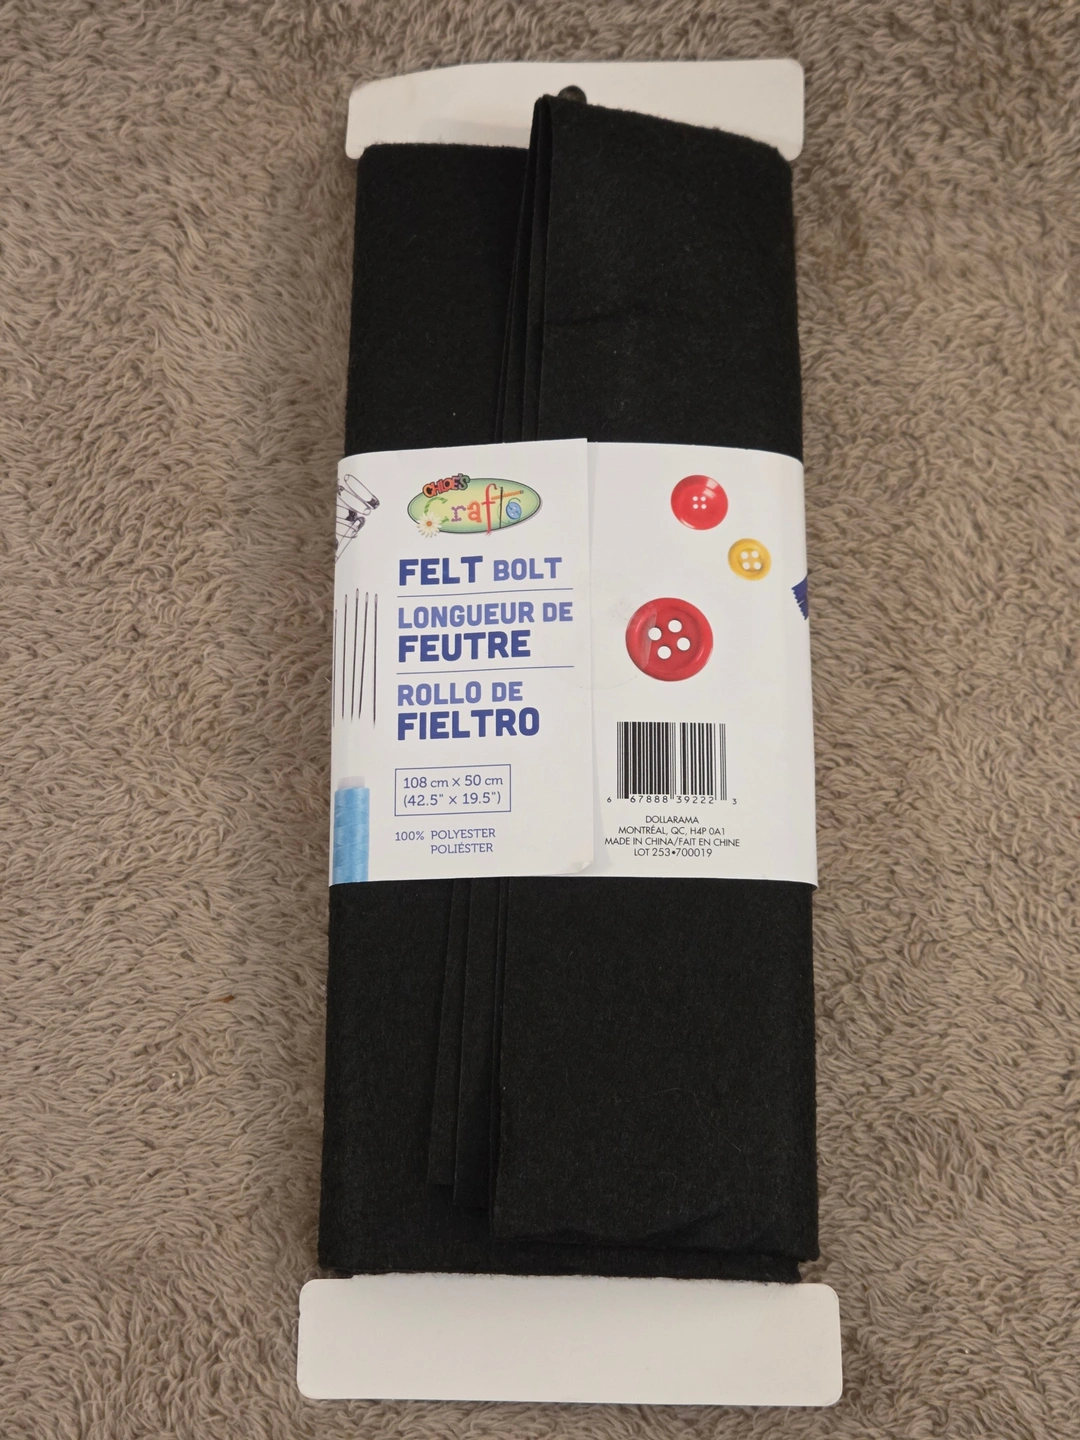 CHLOE'S
Crafts
FELT BOLT
LONGUEUR DE
FEUTRE
ROLLO DE
FIELTRO
108 cm x 50 cm
(42.5" x 19.5")
100% POLYESTER
POLIÉSTER
6 67888 39222 3
DOLLARAMA
MONTRÉAL, QC, H4P 0A1
MADE IN CHINA/FAIT EN CHINE
LOT 253•700019